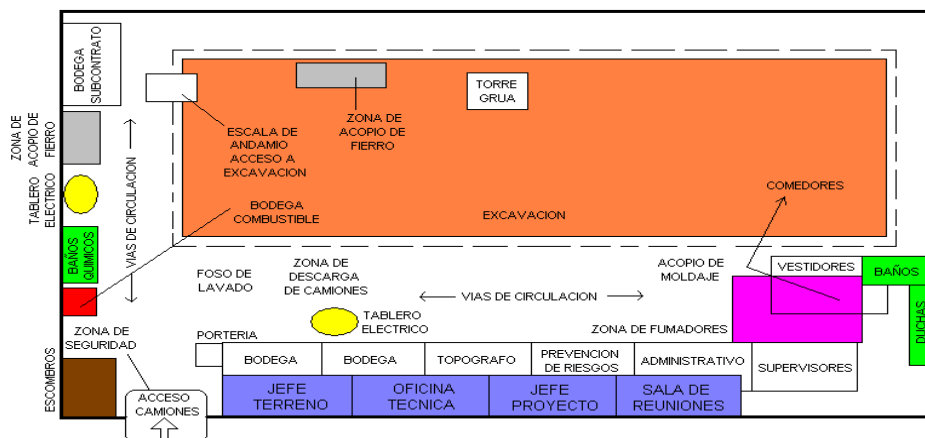 BODEGA
SUBCONTRATO
ZONA DE
ACOPIO DE
FIERRO
TABLERO
ELECTRICO
BAÑOS
QUIMICOS
VIAS DE CIRCULACION
ESCALA DE
ANDAMIO
ACCESO A
EXCAVACION
ZONA DE
ACOPIO DE
FIERRO
TORRE
GRUA
COMEDORES
BODEGA
COMBUSTIBLE
EXCAVACION
FOSO DE
LAVADO
ZONA DE
DESCARGA
DE CAMIONES
VIAS DE CIRCULACION
ACOPIO DE
MOLDAJE
VESTIDORES
BAÑOS
DUCHAS
ZONA DE
SEGURIDAD
PORTERIA
TABLERO
ELECTRICO
ZONA DE FUMADORES
BODEGA
BODEGA
TOPOGRAFO
PREVENCION
DE RIESGOS
ADMINISTRATIVO
SUPERVISORES
ESCOMBROS
ACCESO
CAMIONES
JEFE
TERRENO
OFICINA
TECNICA
JEFE
PROYECTO
SALA DE
REUNIONES